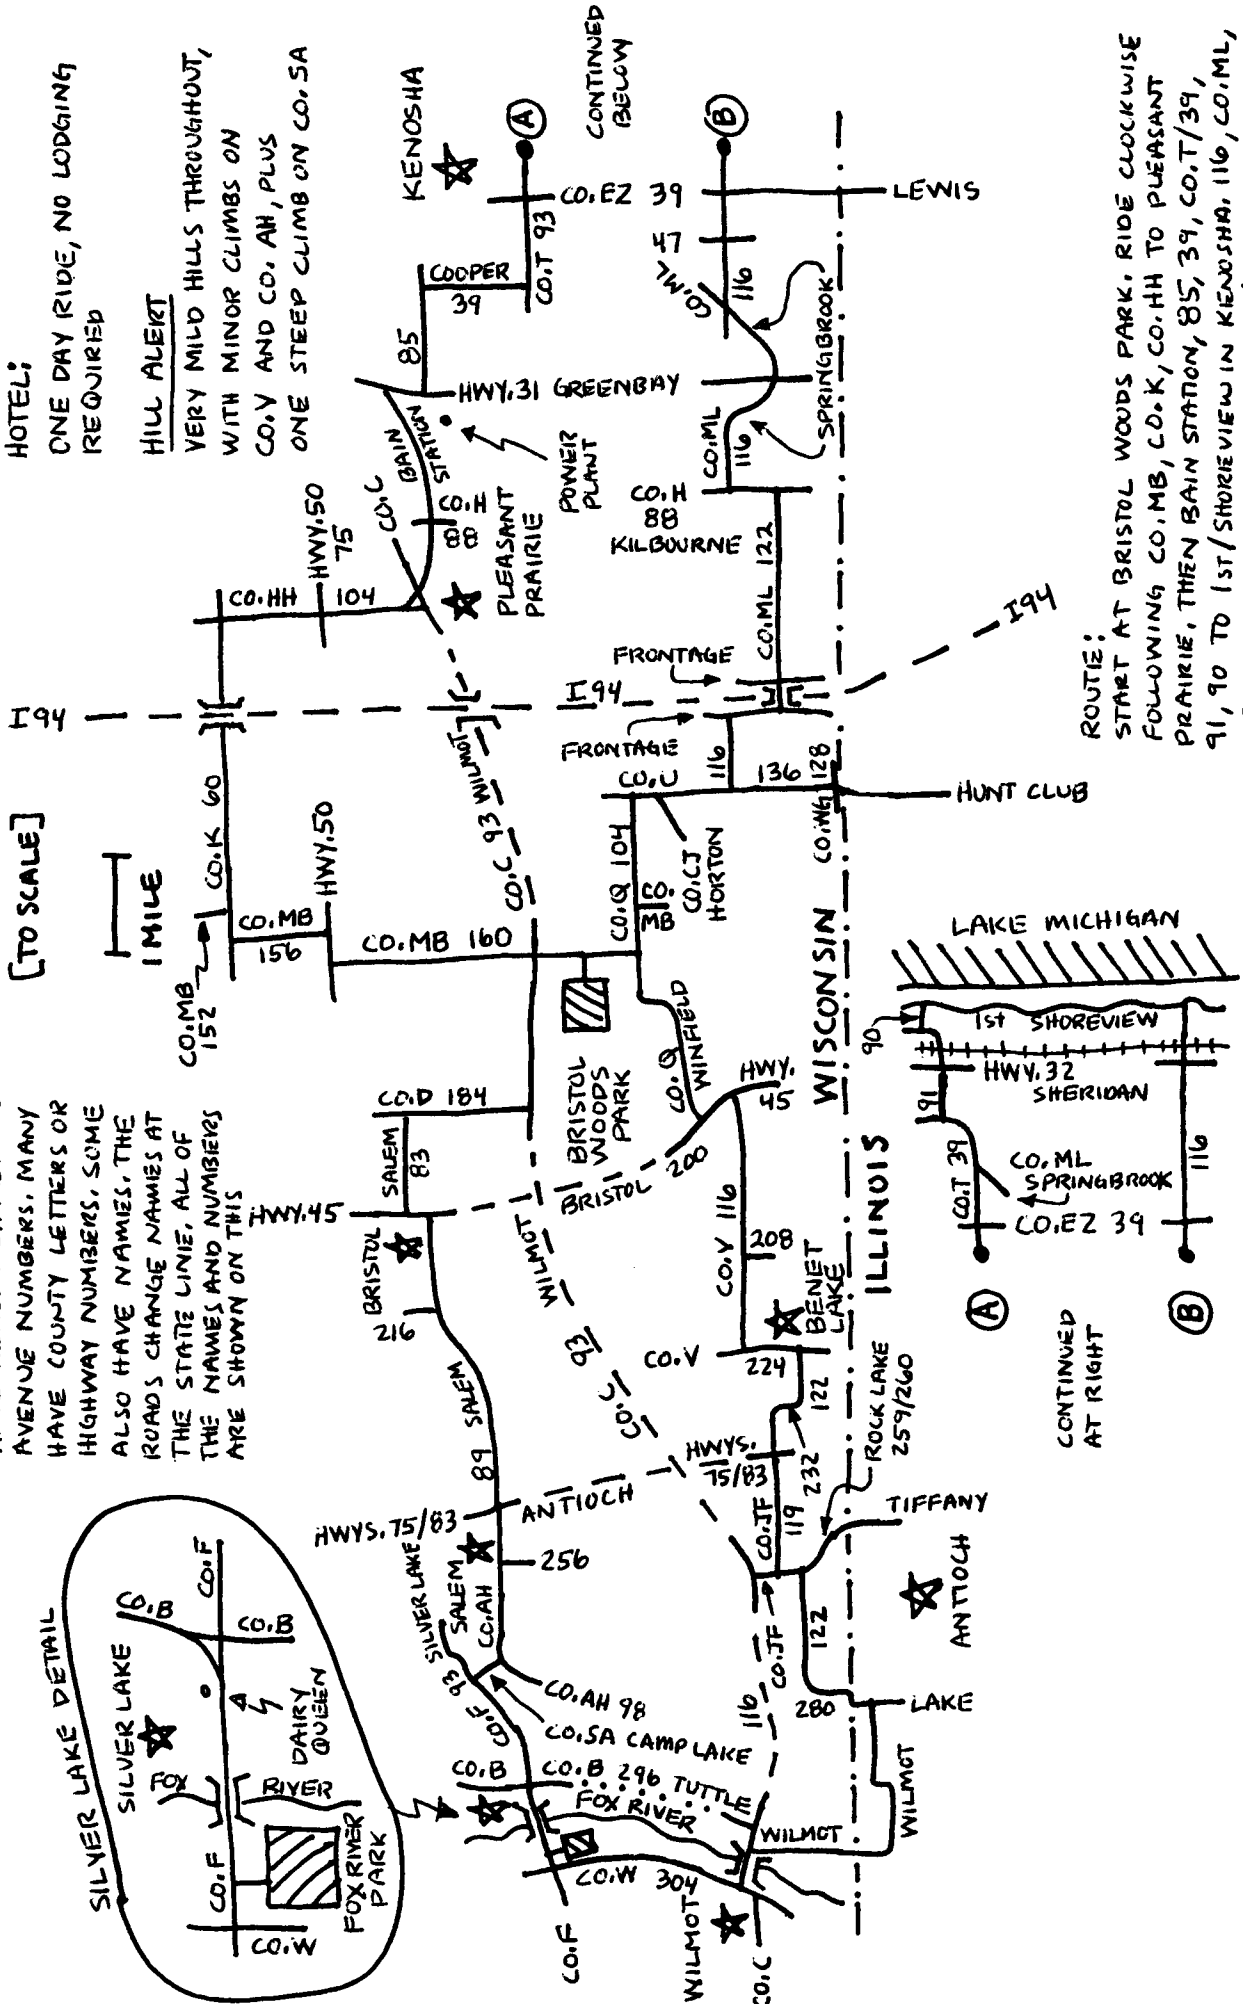 AVENUE NUMBERS. MANY
HAVE COUNTY LETTERS OR
HIGHWAY NUMBERS. SOME
ALSO HAVE NAMES. THE
ROADS CHANGE NAMES AT
THE STATE LINE. ALL OF
THE NAMES AND NUMBERS
ARE SHOWN ON THIS
[TO SCALE]
1 MILE
HOTEL:
ONE DAY RIDE, NO LODGING
REQUIRED
HILL ALERT
VERY MILD HILLS THROUGHOUT,
WITH MINOR CLIMBS ON
CO.V AND CO. AH, PLUS
ONE STEEP CLIMB ON CO. SA
SILVER LAKE DETAIL
SILVER LAKE
CO.B
CO.F
CO.B
DAIRY
QUEEN
FOX
RIVER
CO.F
FOX RIVER
PARK
CO.W
CO.MB
152
CO.K 60
I94
CO.HH
HWY.50
75
104
CO.MB
156
HWY.50
CO.MB 160
CO.C
BAIN
STATION
CO.H
88
PLEASANT
PRAIRIE
POWER
PLANT
85
HWY.31 GREENBAY
COOPER
39
KENOSHA
CO.T 93
CO.EZ 39
A
CONTINUED
BELOW
B
LEWIS
47
CO.ML
116
SPRINGBROOK
CO.ML
116
CO.H
88
KILBOURNE
CO.ML 122
I94
FRONTAGE
I94
FRONTAGE
CO.U
116
136
128
CO.WG
HUNT CLUB
CO.C 93 WILMOT
CO.Q 104
CO.
MB
CO.CJ
HORTON
BRISTOL
WOODS
PARK
CO.Q
WINFIELD
HWY.
45
200
BRISTOL
CO.D 184
SALEM
83
HWY.45
BRISTOL
216
WILMOT
CO.C 93
89 SALEM
HWYS. 75/83
ANTIOCH
256
SALEM
CO.AH
SILVER LAKE
CO.F 93
CO.AH 98
CO.SA CAMP LAKE
CO.B
CO.B 296 TUTTLE
FOX RIVER
CO.W 304
CO.F
WILMOT
CO.C
WILMOT
116
WILMOT
280
LAKE
122
CO.JF
CO.JF
119
HWYS.
75/83
232
122
ROCK LAKE
259/260
TIFFANY
ANTIOCH
CO.V
224
BENET
LAKE
208
CO.V 116
WISCONSIN
ILLINOIS
CONTINUED
AT RIGHT
A
B
LAKE MICHIGAN
90
1st SHOREVIEW
HWY. 32
SHERIDAN
91
CO.T 39
CO.ML
SPRINGBROOK
CO.EZ 39
116
ROUTE:
START AT BRISTOL WOODS PARK. RIDE CLOCKWISE
FOLLOWING CO.MB, CO.K, CO.HH TO PLEASANT
PRAIRIE. THEN BAIN STATION, 85, 39, CO.T/39,
91, 90 TO 1ST/SHOREVIEW IN KENOSHA. 116, CO.ML,